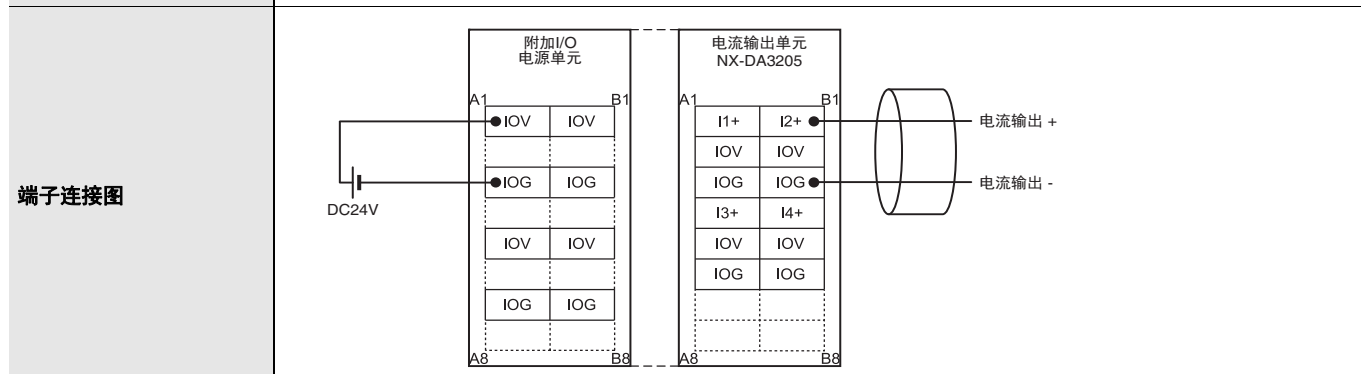 端子连接图
附加I/O
电源单元
A1 B1
IOV IOV
IOG IOG
IOV IOV
IOG IOG
A8 B8
DC24V
电流输出单元
NX-DA3205
A1 B1
I1+ I2+
IOV IOV
IOG IOG
I3+ I4+
IOV IOV
IOG IOG
A8 B8
电流输出 +
电流输出 -